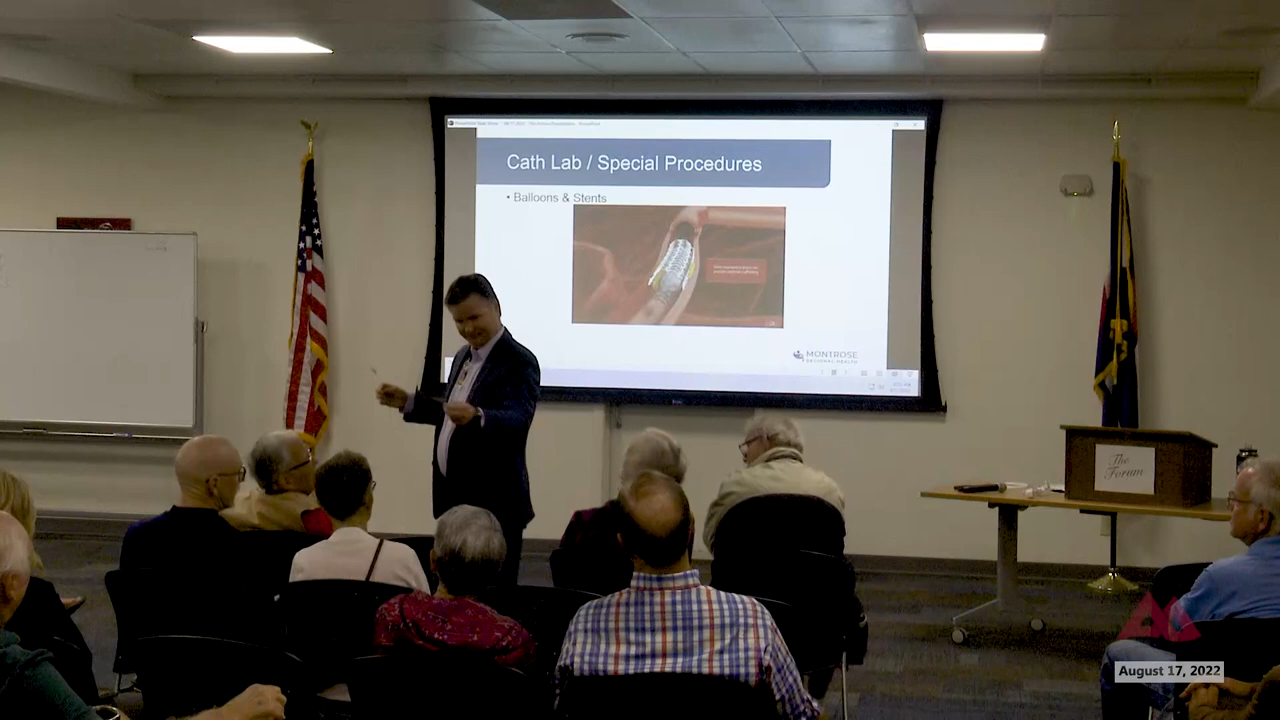 Cath Lab / Special Procedures
• Balloons & Stents
MONTROSE
REGIONAL HEALTH
The
Forum
August 17, 2022